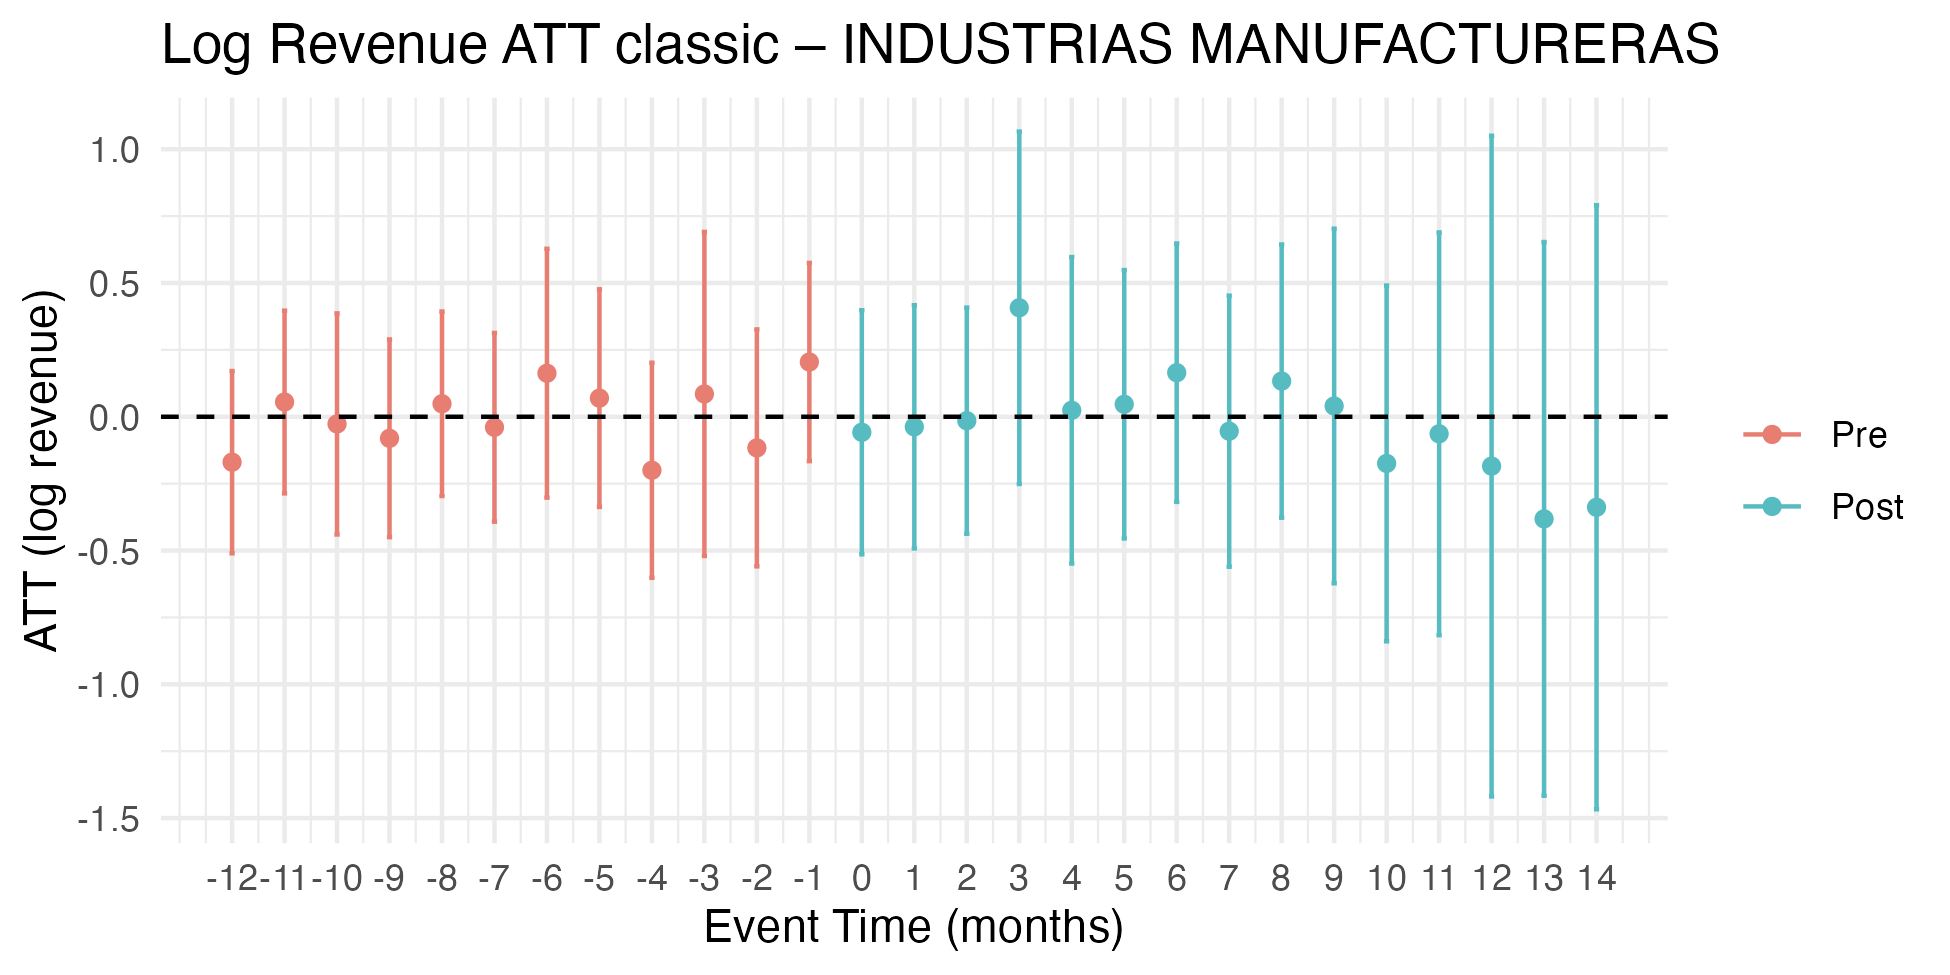 Log Revenue ATT classic – INDUSTRIAS MANUFACTURERAS
ATT (log revenue)
1.0
0.5
0.0
-0.5
-1.0
-1.5
-12 -11 -10 -9 -8 -7 -6 -5 -4 -3 -2 -1 0 1 2 3 4 5 6 7 8 9 10 11 12 13 14
Event Time (months)
Pre
Post